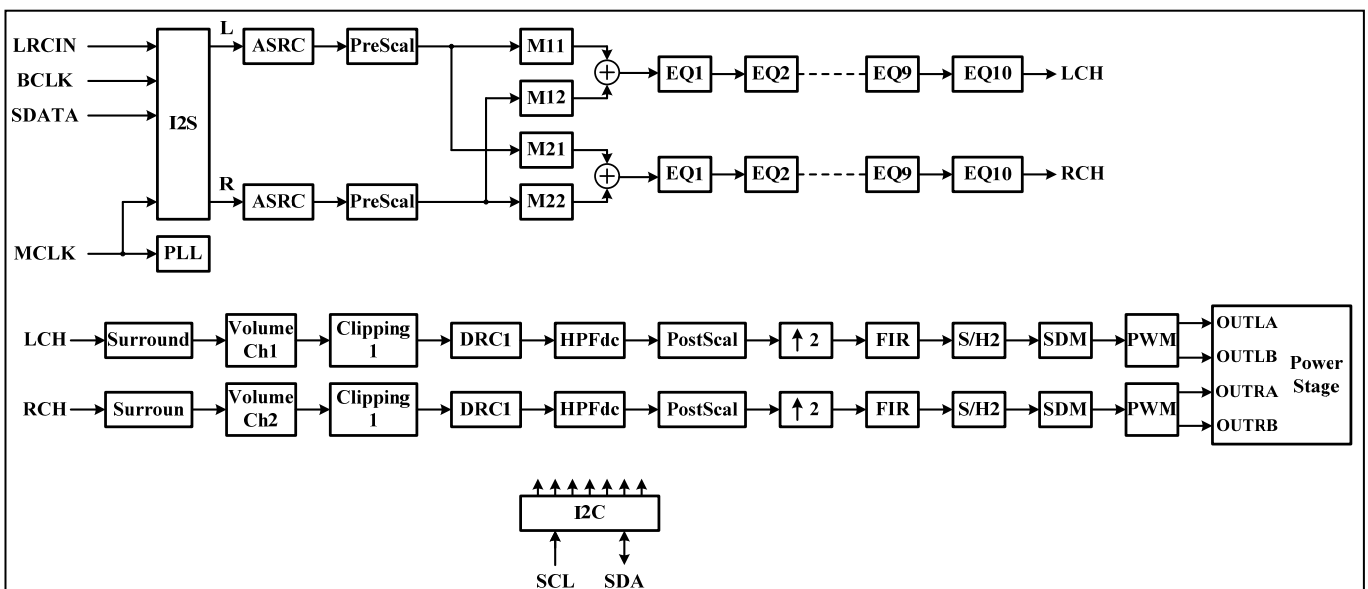 LRCIN
BCLK
SDATA
MCLK
I2S
PLL
L
ASRC
PreScal
R
ASRC
PreScal
M11
M12
M21
M22
EQ1
EQ2
EQ9
EQ10
LCH
EQ1
EQ2
EQ9
EQ10
RCH
LCH
Surround
Volume
Ch1
Clipping
1
DRC1
HPFdc
PostScal
2
FIR
S/H2
SDM
PWM
RCH
Surroun
Volume
Ch2
Clipping
1
DRC1
HPFdc
PostScal
2
FIR
S/H2
SDM
PWM
OUTLA
OUTLB
OUTRA
OUTRB
Power
Stage
I2C
SCL
SDA